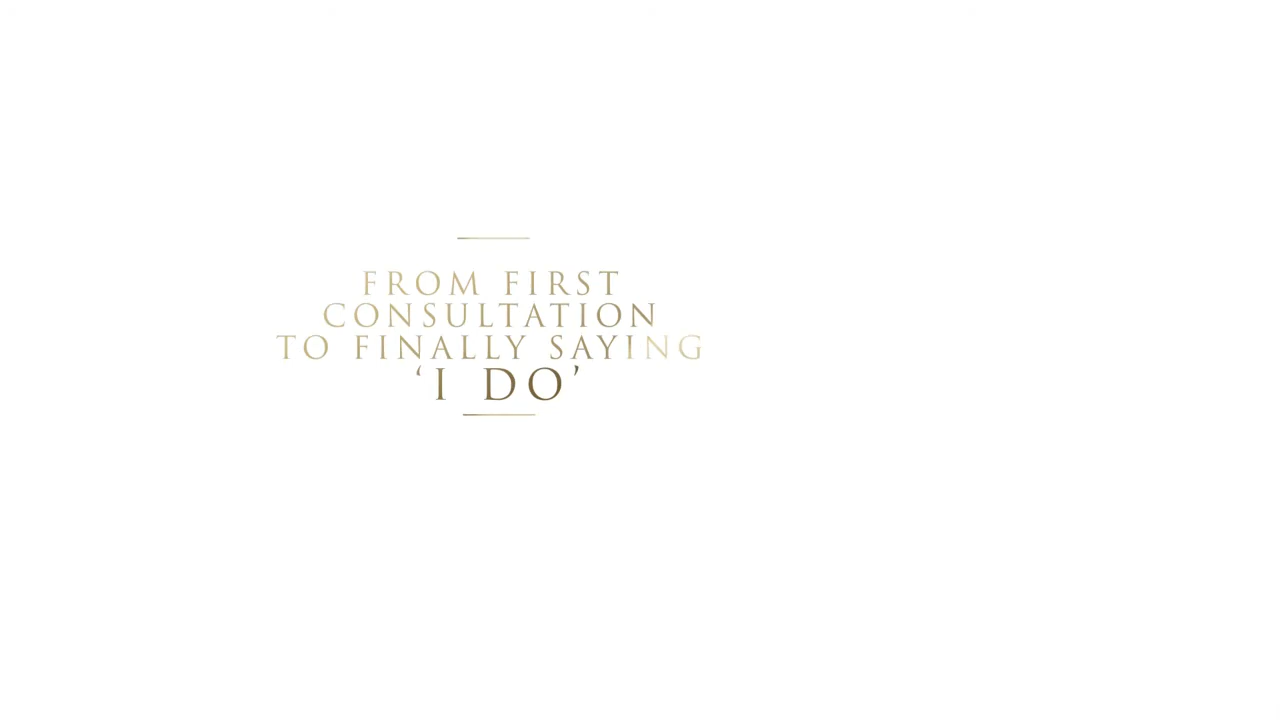 FROM FIRST
CONSULTATION
TO FINALLY SAYING
‘I DO’